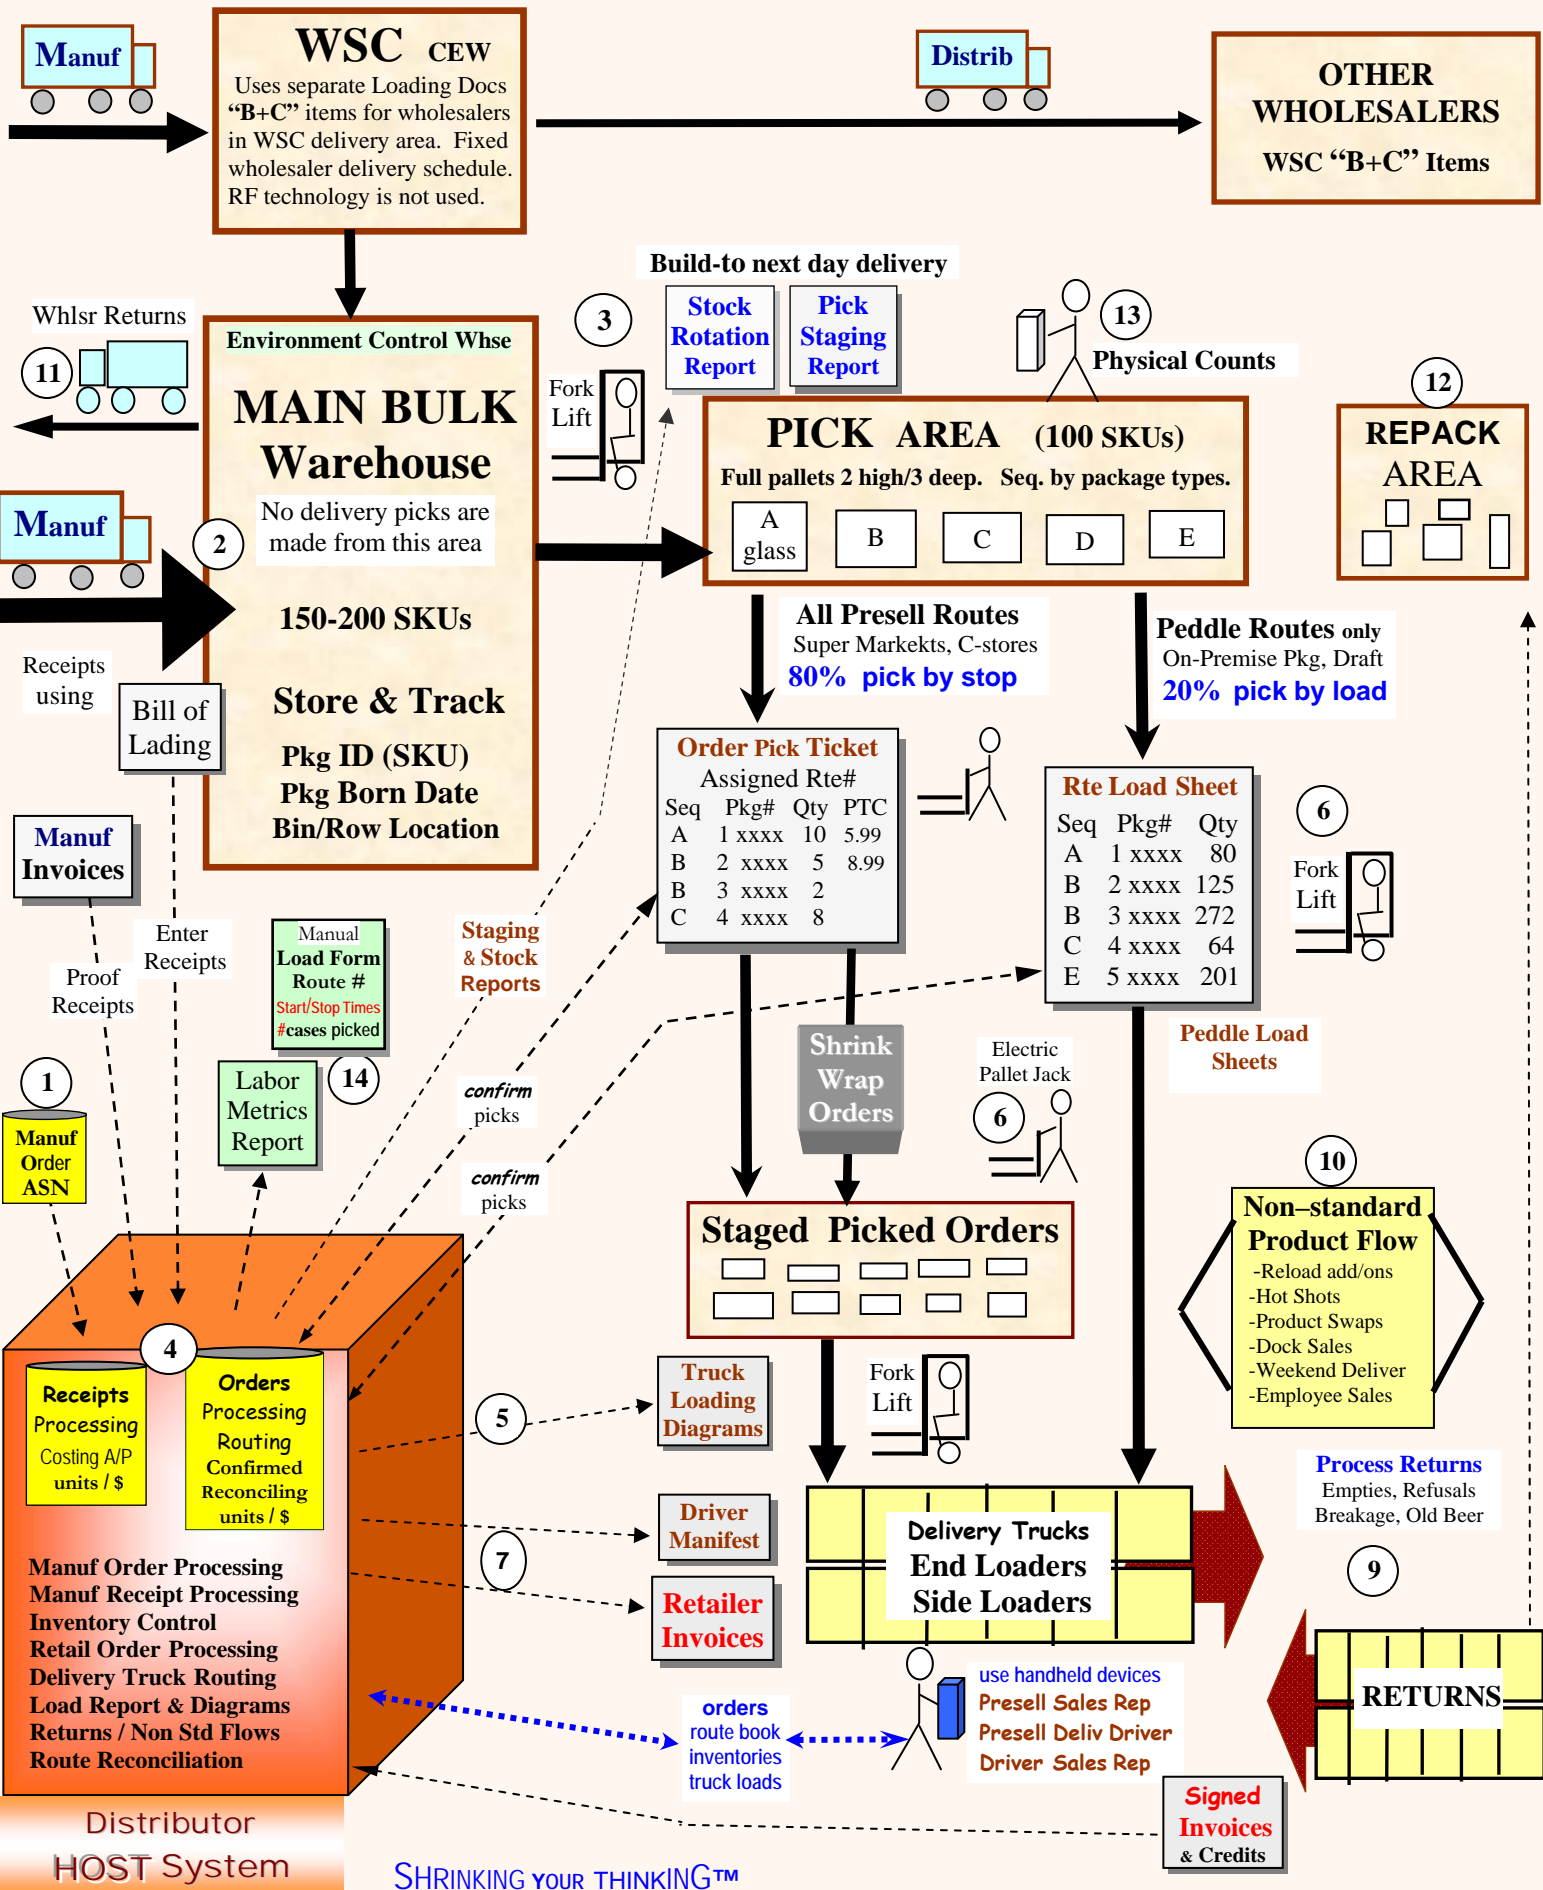 Manuf
WSC CEW
Uses separate Loading Docs
“B+C” items for wholesalers
in WSC delivery area. Fixed
wholesaler delivery schedule.
RF technology is not used.
Distrib
OTHER
WHOLESALERS
WSC “B+C” Items
Build-to next day delivery
Stock
Rotation
Report
Pick
Staging
Report
13
Physical Counts
Whlsr Returns
11
Environment Control Whse
MAIN BULK
Warehouse
No delivery picks are
made from this area
150-200 SKUs
Store & Track
Pkg ID (SKU)
Pkg Born Date
Bin/Row Location
3
Fork
Lift
PICK AREA (100 SKUs)
Full pallets 2 high/3 deep. Seq. by package types.
A
glass
B
C
D
E
12
REPACK
AREA
Manuf
2
Receipts
using
Bill of
Lading
Manuf
Invoices
All Presell Routes
Super Markekts, C-stores
80% pick by stop
Peddle Routes only
On-Premise Pkg, Draft
20% pick by load
Order Pick Ticket
Assigned Rte#
Seq Pkg# Qty PTC
A 1 xxxx 10 5.99
B 2 xxxx 5 8.99
B 3 xxxx 2
C 4 xxxx 8
Rte Load Sheet
Seq Pkg# Qty
A 1 xxxx 80
B 2 xxxx 125
B 3 xxxx 272
C 4 xxxx 64
E 5 xxxx 201
6
Fork
Lift
Peddle Load
Sheets
Enter
Receipts
Proof
Receipts
Manual
Load Form
Route #
Start/Stop Times
#cases picked
14
Labor
Metrics
Report
Staging
& Stock
Reports
confirm
picks
confirm
picks
Shrink
Wrap
Orders
Electric
Pallet Jack
6
1
Manuf
Order
ASN
Staged Picked Orders
10
Non–standard
Product Flow
-Reload add/ons
-Hot Shots
-Product Swaps
-Dock Sales
-Weekend Deliver
-Employee Sales
4
Receipts
Processing
Costing A/P
units / $
Orders
Processing
Routing
Confirmed
Reconciling
units / $
5
Truck
Loading
Diagrams
Fork
Lift
Driver
Manifest
7
Retailer
Invoices
Delivery Trucks
End Loaders
Side Loaders
Process Returns
Empties, Refusals
Breakage, Old Beer
9
RETURNS
Manuf Order Processing
Manuf Receipt Processing
Inventory Control
Retail Order Processing
Delivery Truck Routing
Load Report & Diagrams
Returns / Non Std Flows
Route Reconciliation
orders
route book
inventories
truck loads
use handheld devices
Presell Sales Rep
Presell Deliv Driver
Driver Sales Rep
Signed
Invoices
& Credits
Distributor
HOST System
SHRINKING YOUR THINKING™